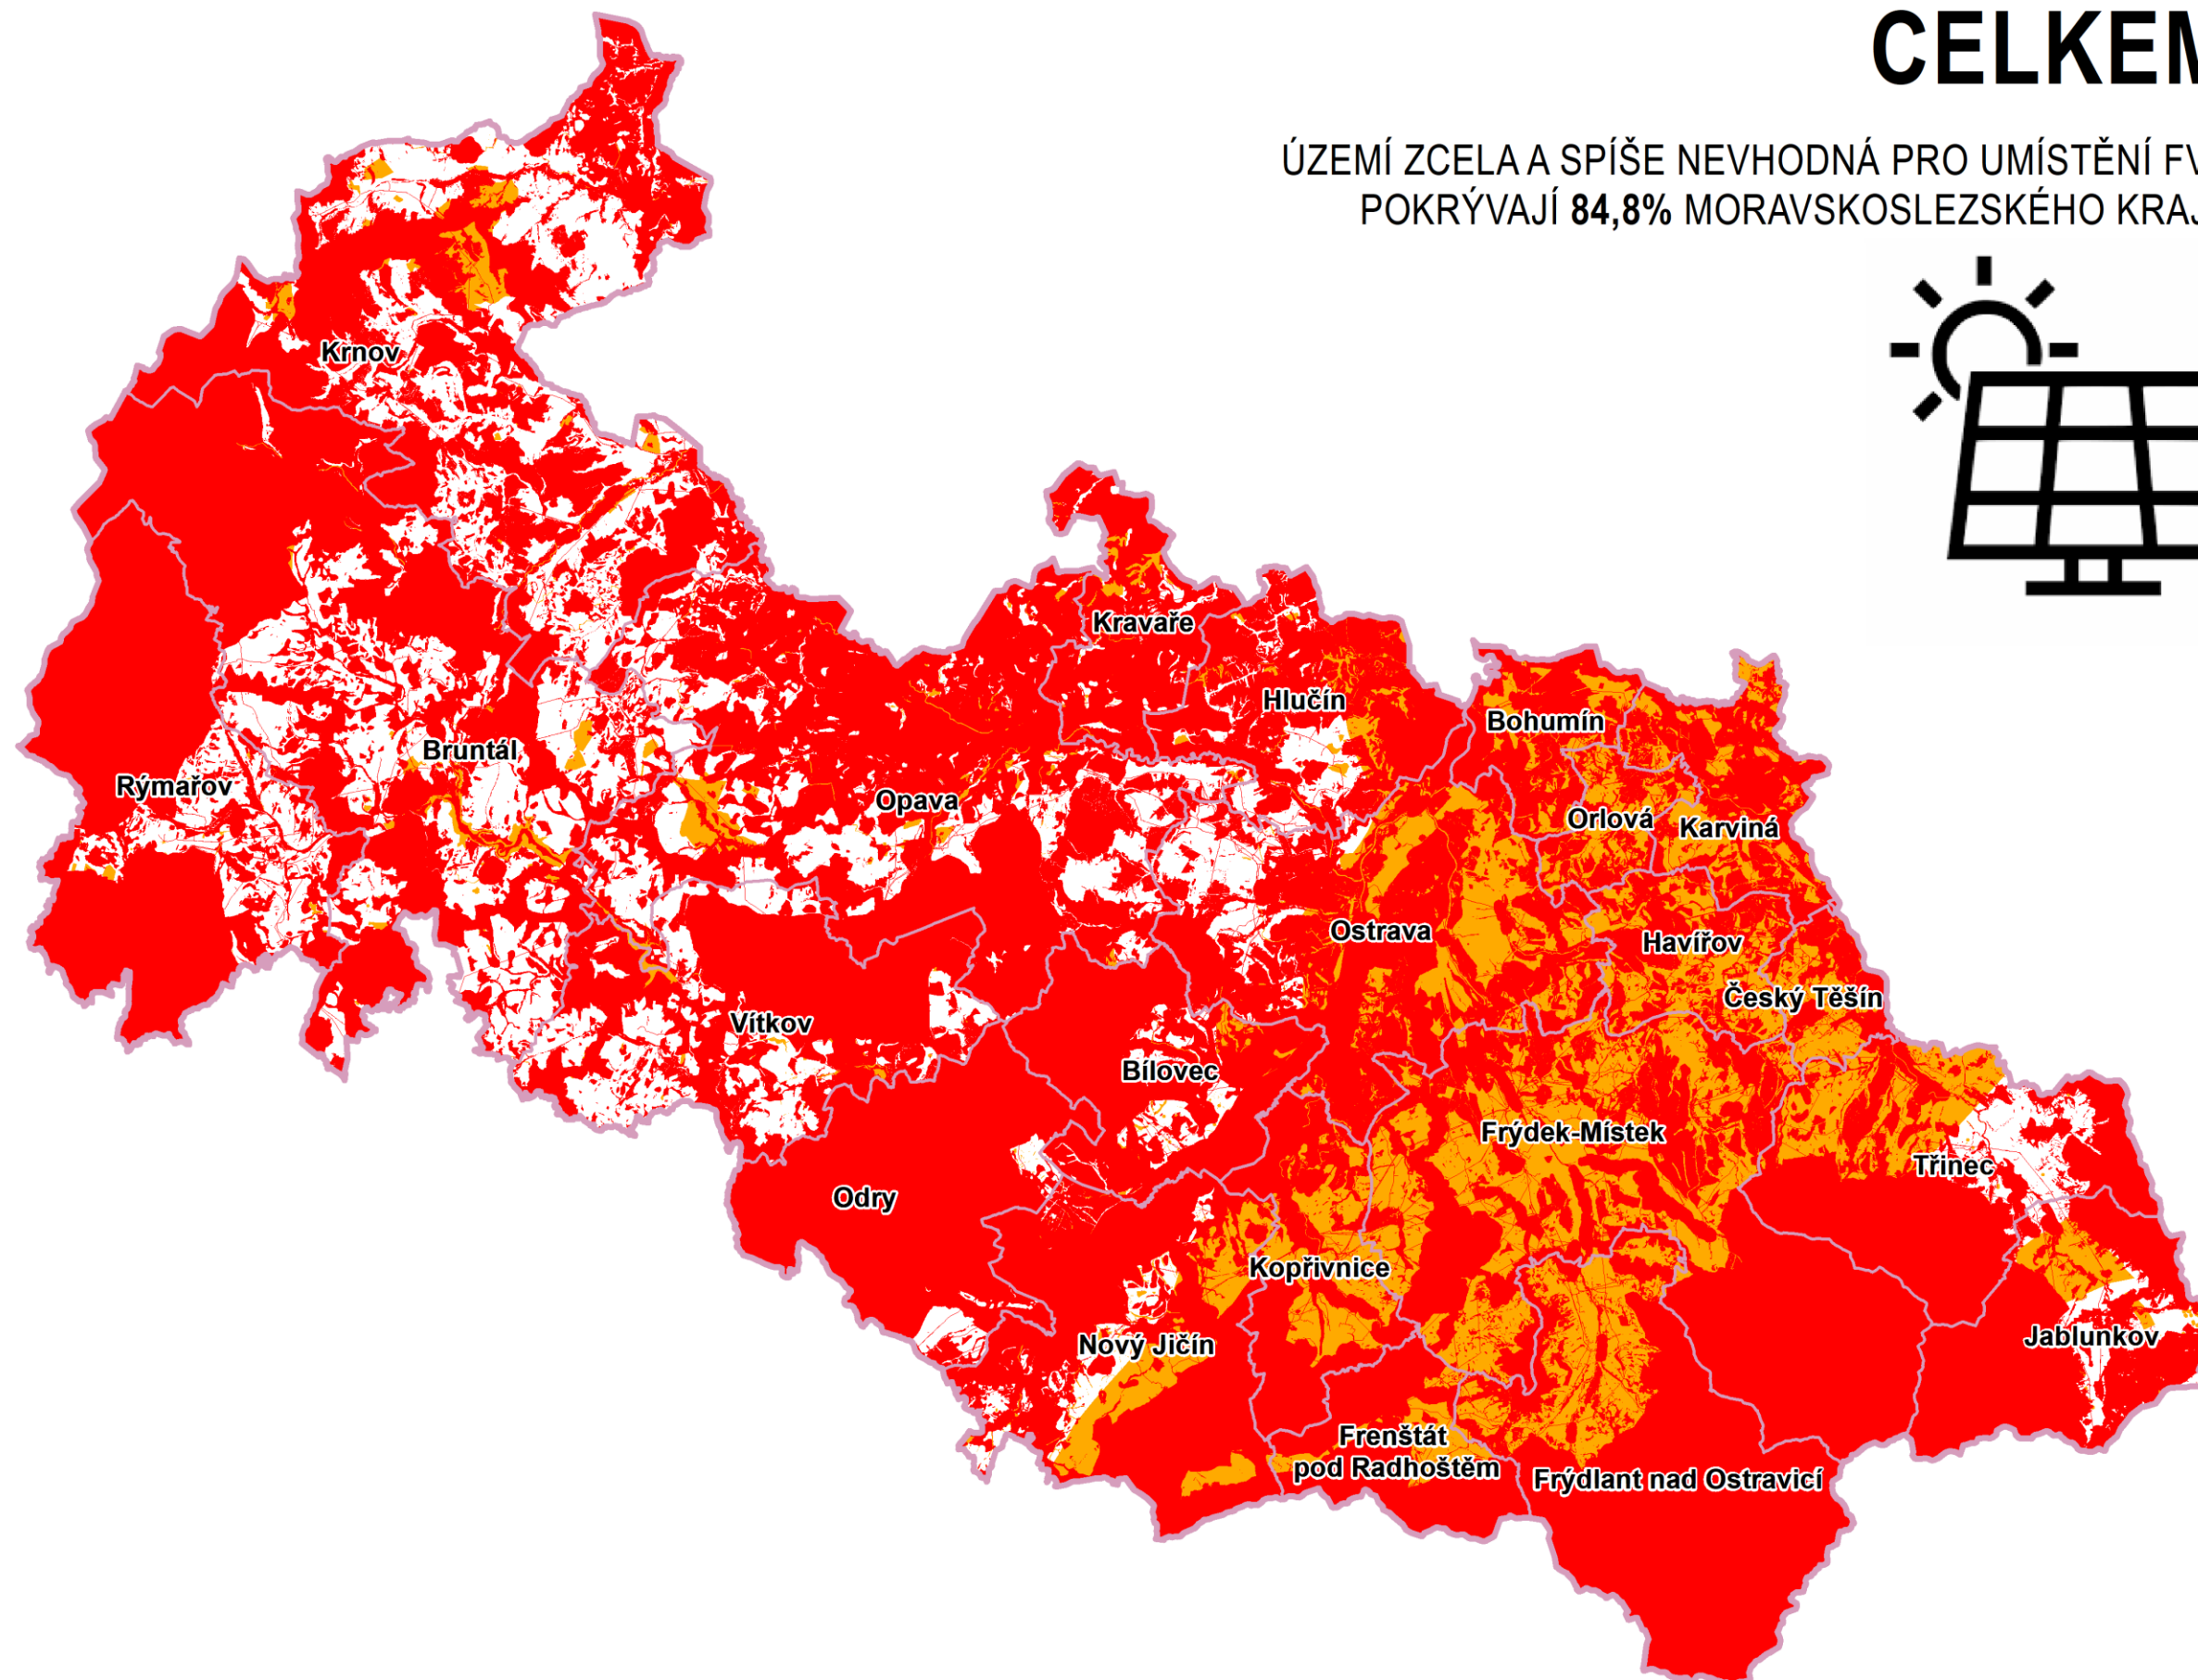 CELKEM
ÚZEMÍ ZCELA A SPÍŠE NEVHODNÁ PRO UMÍSTĚNÍ FV
POKRÝVAJÍ 84,8% MORAVSKOSLEZSKÉHO KRAJ
Krnov
Kravaře
Hlučín
Bohumín
Bruntál
Rýmařov
Opava
Orlová
Karviná
Ostrava
Havířov
Český Těšín
Vítkov
Bílovec
Frýdek-Místek
Třinec
Odry
Kopřivnice
Nový Jičín
Jablunkov
Frenštát
pod Radhoštěm
Frýdlant nad Ostravicí